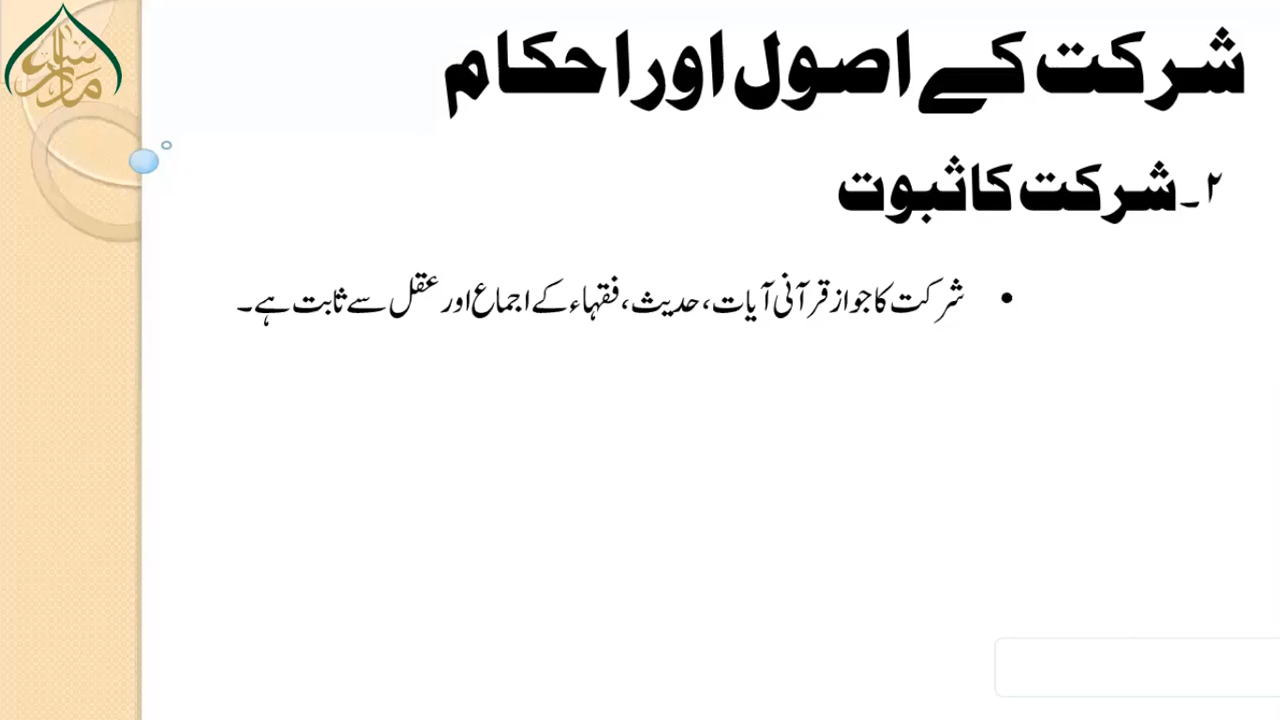 شرکت کے اصول اور احکام
۲۔ شرکت کا ثبوت
• شرکت کا جواز قرآنی آیات، حدیث، فقہاء کے اجماع اور عقل سے ثابت ہے۔